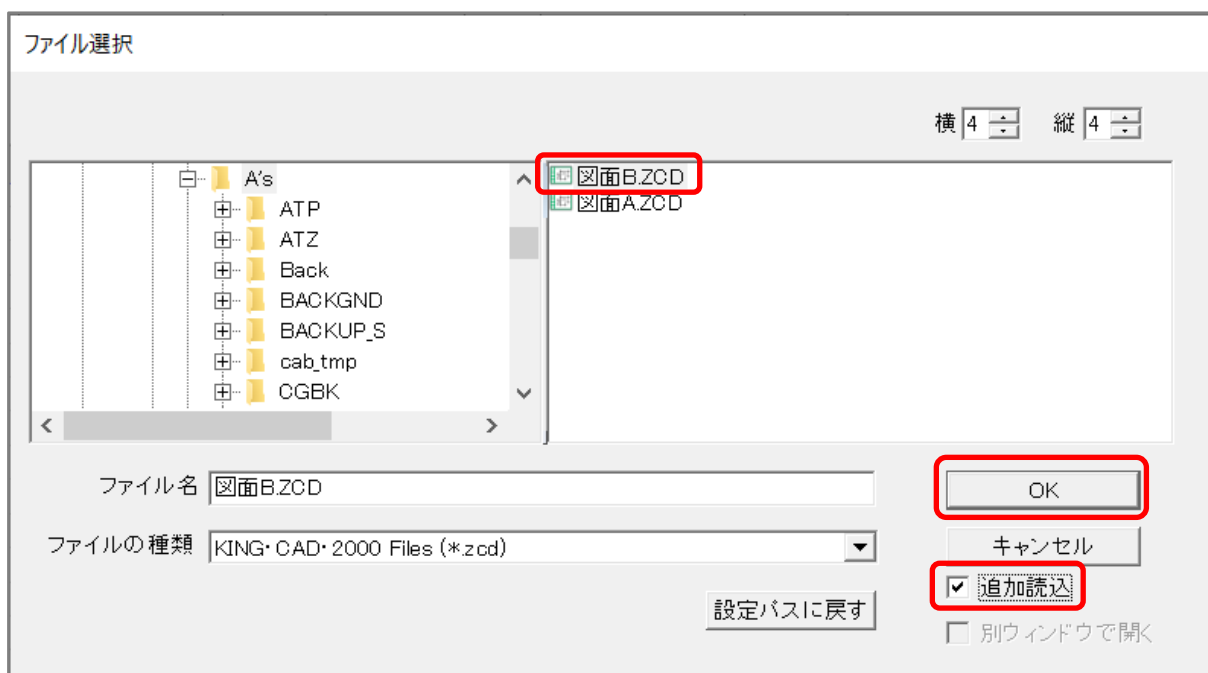 ファイル選択
横 4 縦 4
A's
ATP
ATZ
Back
BACKGND
BACKUP_S
cab_tmp
CGBK
図面B.ZCD
図面A.ZCD
ファイル名 図面B.ZCD
OK
ファイルの種類 KING・CAD・2000 Files (*.zcd)
キャンセル
追加読込
設定パスに戻す
別ウィンドウで開く